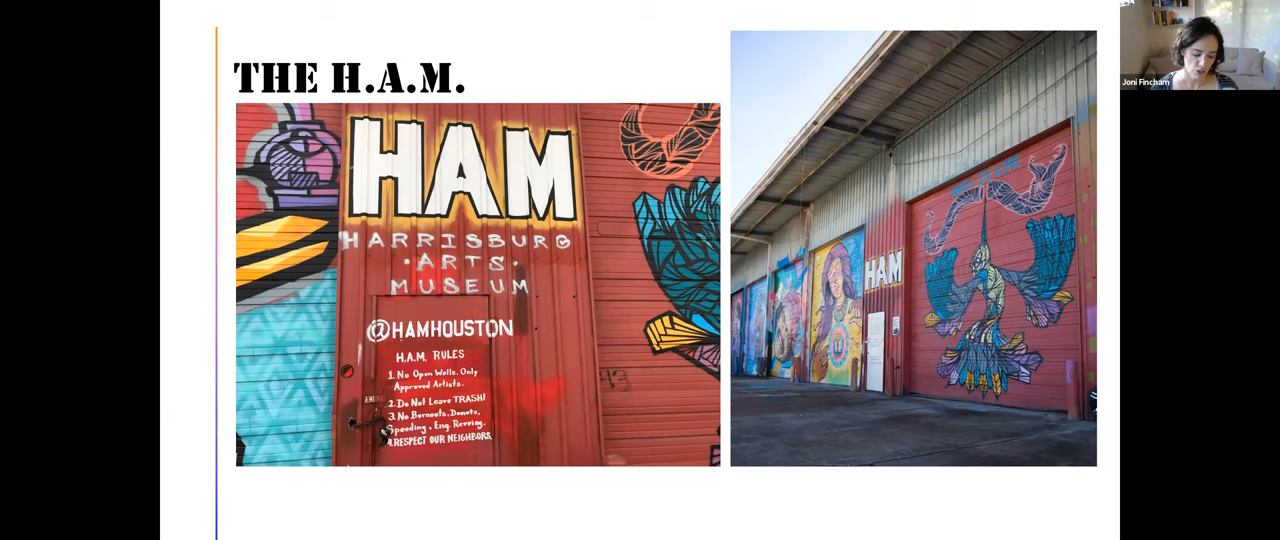 THE H.A.M.
HAM
HARRISBURG
·ARTS·
MUSEUM
@HAMHOUSTON
H.A.M. RULES
1. No Open Walls. Only
Approved Artists.
2. Do Not Leave TRASH!
3. No Burnouts, Donuts,
Speeding, Eng. Revving.
4. RESPECT OUR NEIGHBORS.
HAM
Joni Fincham